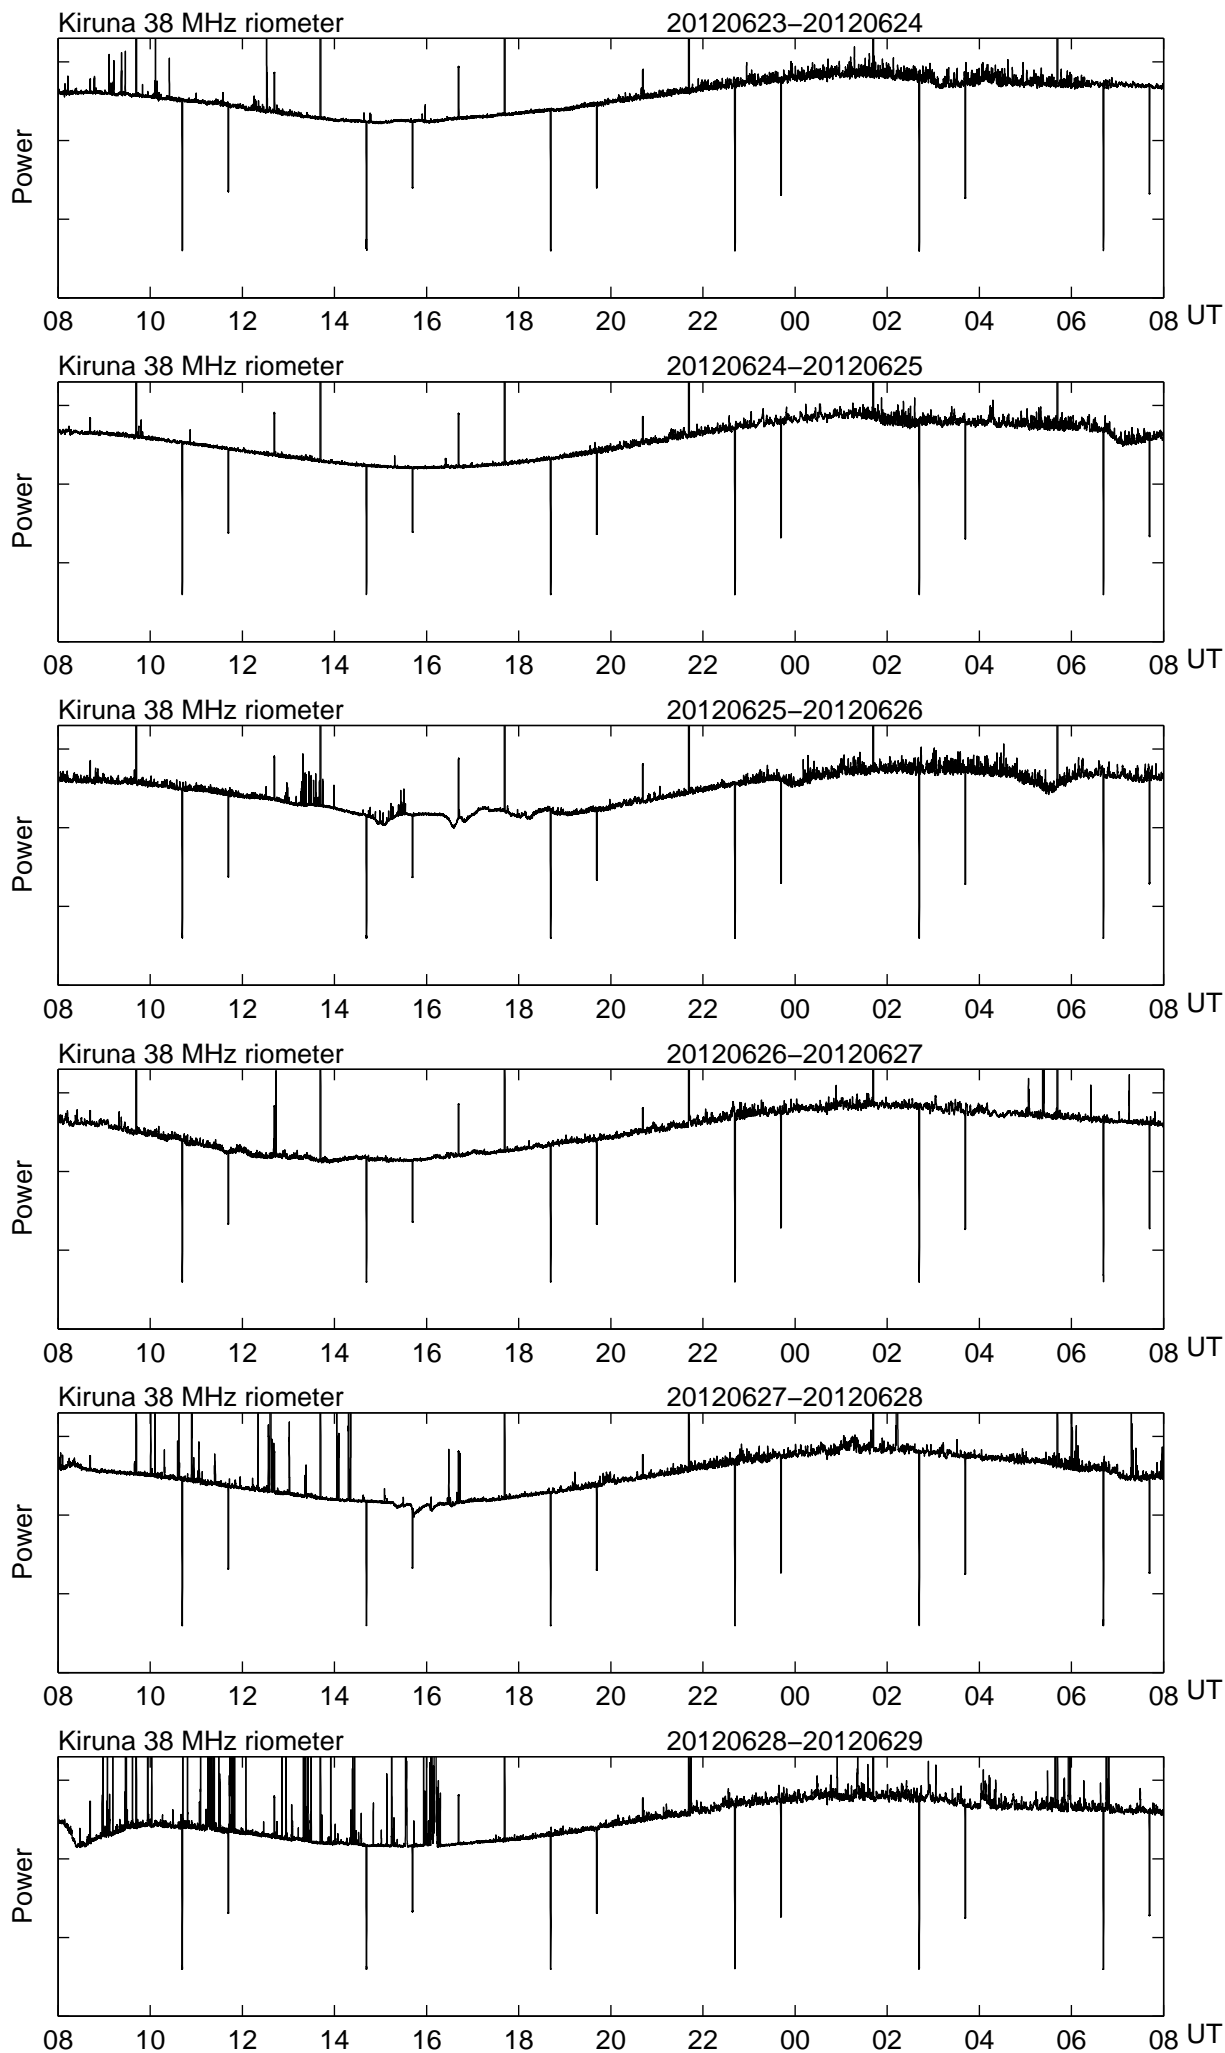 Kiruna 38 MHz riometer 20120623–20120624
Power
08 10 12 14 16 18 20 22 00 02 04 06 08 UT
Kiruna 38 MHz riometer 20120624–20120625
Power
08 10 12 14 16 18 20 22 00 02 04 06 08 UT
Kiruna 38 MHz riometer 20120625–20120626
Power
08 10 12 14 16 18 20 22 00 02 04 06 08 UT
Kiruna 38 MHz riometer 20120626–20120627
Power
08 10 12 14 16 18 20 22 00 02 04 06 08 UT
Kiruna 38 MHz riometer 20120627–20120628
Power
08 10 12 14 16 18 20 22 00 02 04 06 08 UT
Kiruna 38 MHz riometer 20120628–20120629
Power
08 10 12 14 16 18 20 22 00 02 04 06 08 UT